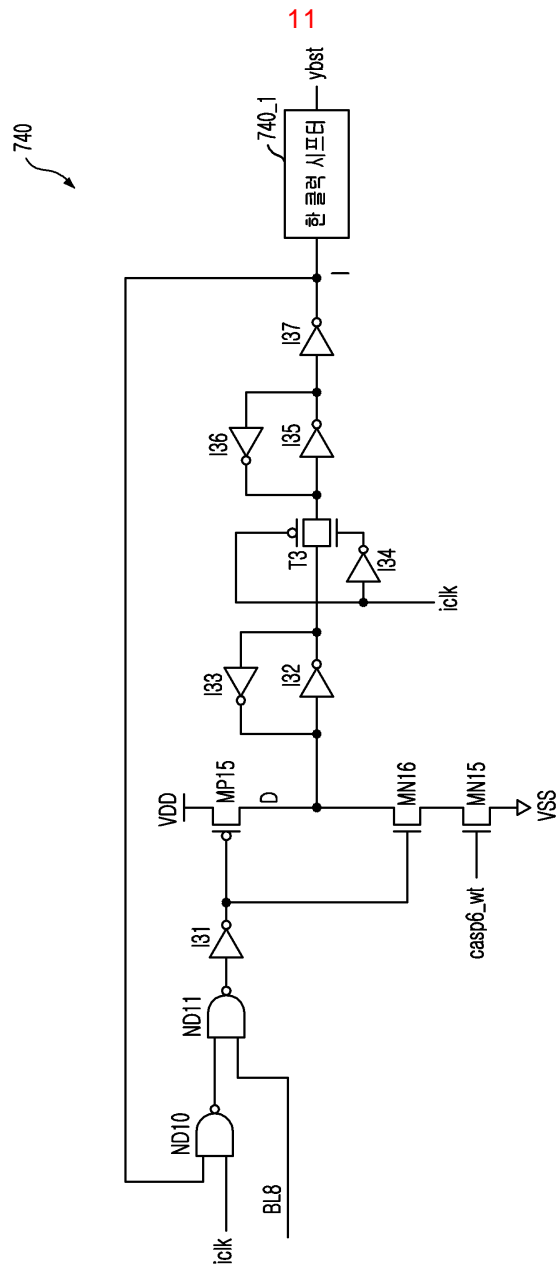 11
740
740_1
한클럭 시프터
ybst
I
I37
I36
I35
T3
I34
iclk
I33
I32
VDD
MP15
D
MN16
MN15
casp6_wt
VSS
I31
ND11
ND10
iclk
BL8